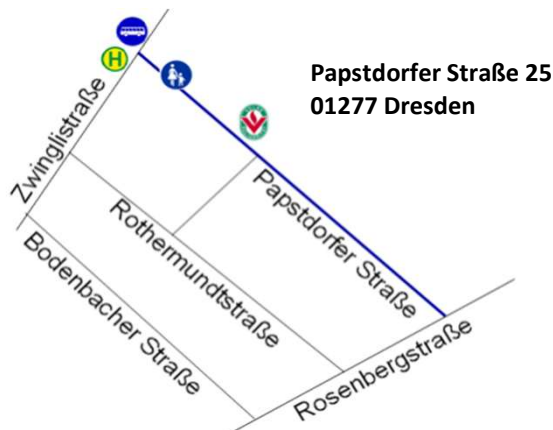 H
Papstdorfer Straße 25
01277 Dresden
Zwinglistraße
Papstdorfer Straße
Rothermundtstraße
Bodenbacher Straße
Rosenbergstraße